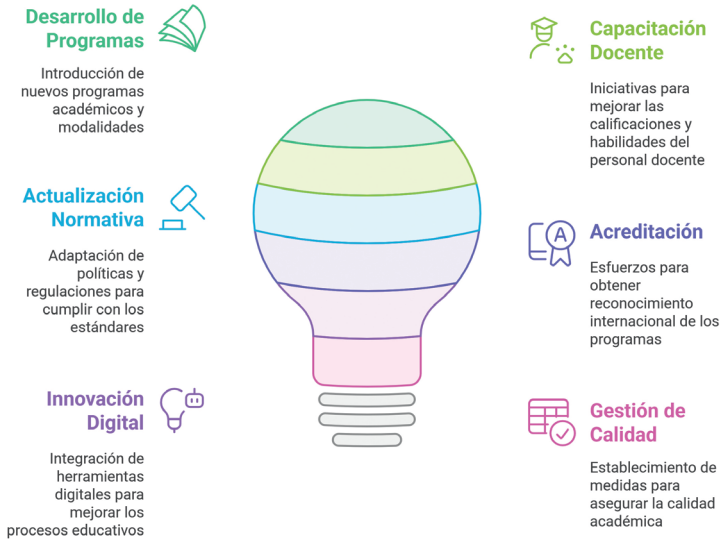 Desarrollo de
Programas
Introducción de
nuevos programas
académicos y
modalidades
Capacitación
Docente
Iniciativas para
mejorar las
calificaciones y
habilidades del
personal docente
Actualización
Normativa
Adaptación de
políticas y
regulaciones para
cumplir con los
estándares
A
Acreditación
Esfuerzos para
obtener
reconocimiento
internacional de los
programas
Innovación
Digital
Integración de
herramientas
digitales para
mejorar los
procesos educativos
Gestión de
Calidad
Establecimiento de
medidas para
asegurar la calidad
académica